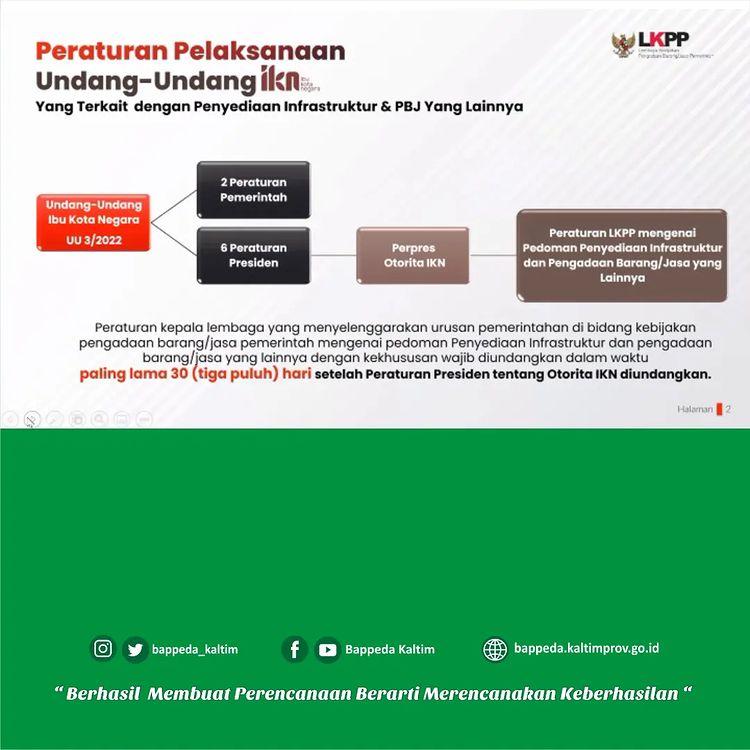 Peraturan Pelaksanaan
Undang-Undang ikn ibu kota negara
Yang Terkait dengan Penyediaan Infrastruktur & PBJ Yang Lainnya
LKPP
Lembaga Kebijakan
Pengadaan Barang/Jasa Pemerintah
Undang-Undang
Ibu Kota Negara
UU 3/2022
2 Peraturan
Pemerintah
6 Peraturan
Presiden
Perpres
Otorita IKN
Peraturan LKPP mengenai
Pedoman Penyediaan Infrastruktur
dan Pengadaan Barang/Jasa yang
Lainnya
Peraturan kepala lembaga yang menyelenggarakan urusan pemerintahan di bidang kebijakan
pengadaan barang/jasa pemerintah mengenai pedoman Penyediaan Infrastruktur dan pengadaan
barang/jasa yang lainnya dengan kekhususan wajib diundangkan dalam waktu
paling lama 30 (tiga puluh) hari setelah Peraturan Presiden tentang Otorita IKN diundangkan.
Halaman 2
bappeda_kaltim
Bappeda Kaltim
bappeda.kaltimprov.go.id
“ Berhasil Membuat Perencanaan Berarti Merencanakan Keberhasilan “